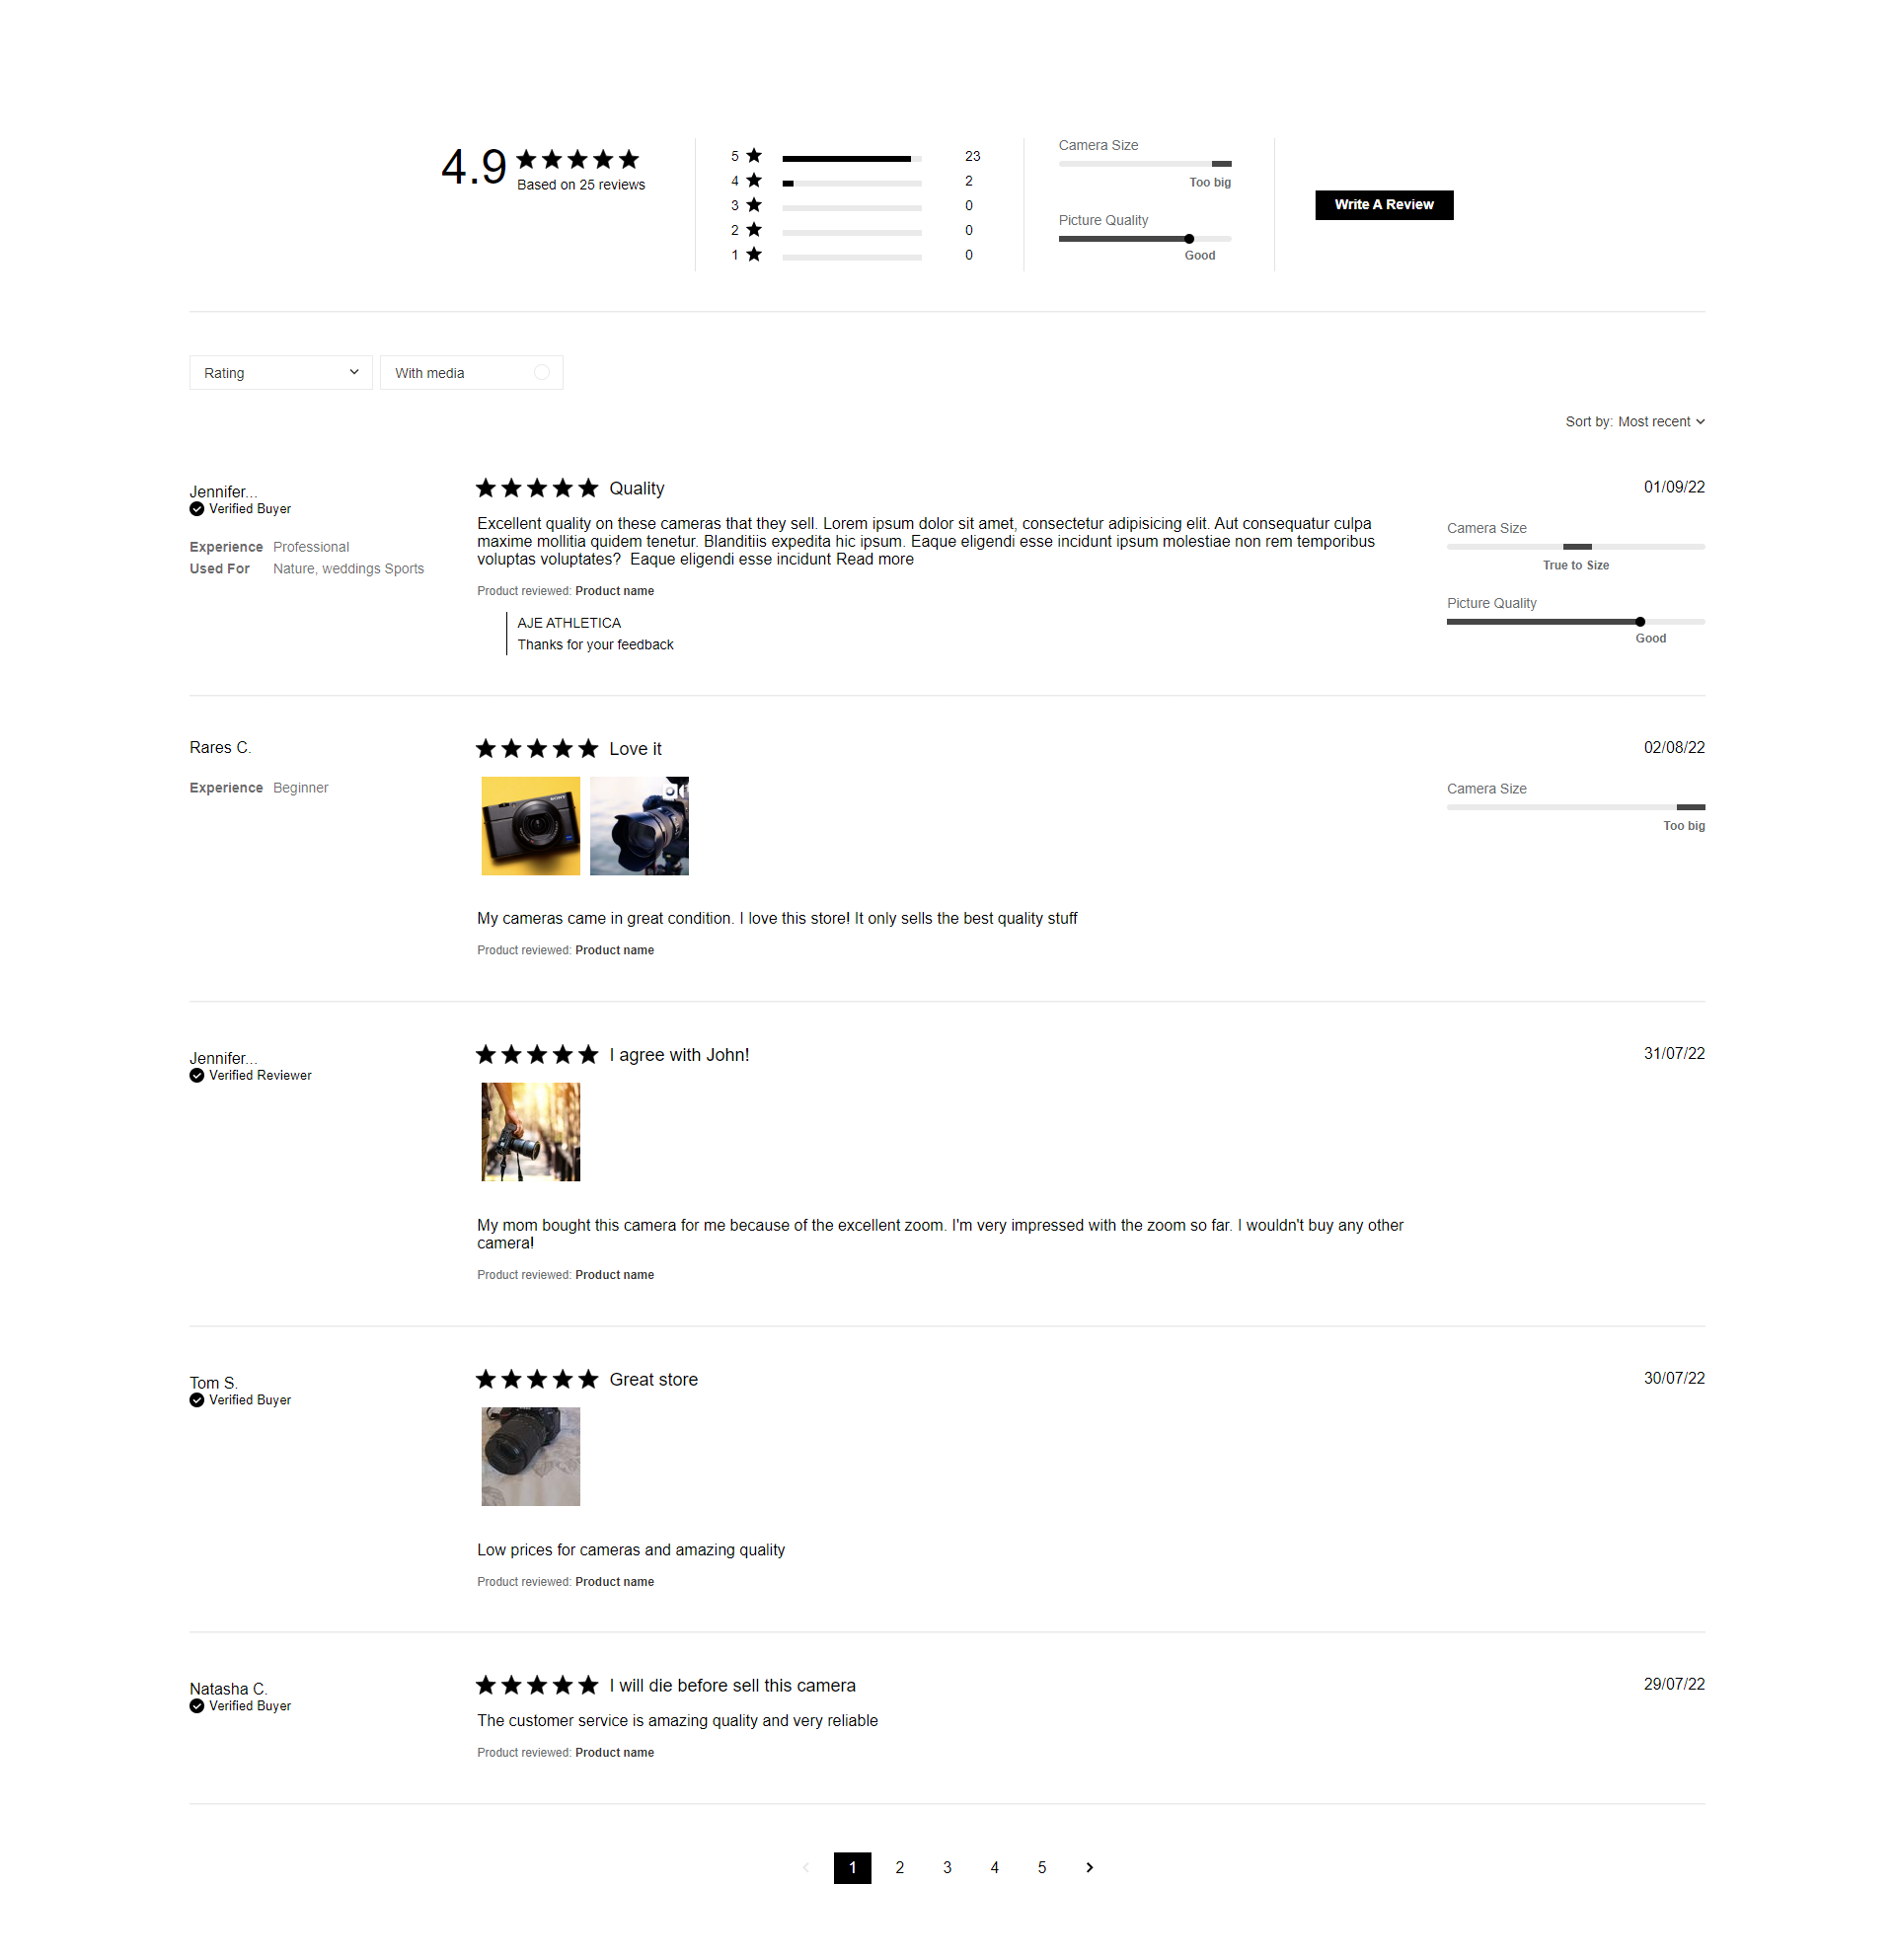 4.9
Based on 25 reviews
5 23
4 2
3 0
2 0
1 0
Camera Size
Too big
Picture Quality
Good
Write A Review
Rating
With media
Sort by: Most recent
Jennifer...
Verified Buyer
Experience Professional
Used For Nature, weddings Sports
Quality
Excellent quality on these cameras that they sell. Lorem ipsum dolor sit amet, consectetur adipisicing elit. Aut consequatur culpa
maxime mollitia quidem tenetur. Blanditiis expedita hic ipsum. Eaque eligendi esse incidunt ipsum molestiae non rem temporibus
voluptas voluptates?  Eaque eligendi esse incidunt Read more
Product reviewed: Product name
AJE ATHLETICA
Thanks for your feedback
01/09/22
Camera Size
True to Size
Picture Quality
Good
Rares C.
Experience Beginner
Love it
SONY
My cameras came in great condition. I love this store! It only sells the best quality stuff
Product reviewed: Product name
02/08/22
Camera Size
Too big
Jennifer...
Verified Reviewer
I agree with John!
My mom bought this camera for me because of the excellent zoom. I'm very impressed with the zoom so far. I wouldn't buy any other
camera!
Product reviewed: Product name
31/07/22
Tom S.
Verified Buyer
Great store
Low prices for cameras and amazing quality
Product reviewed: Product name
30/07/22
Natasha C.
Verified Buyer
I will die before sell this camera
The customer service is amazing quality and very reliable
Product reviewed: Product name
29/07/22
1 2 3 4 5